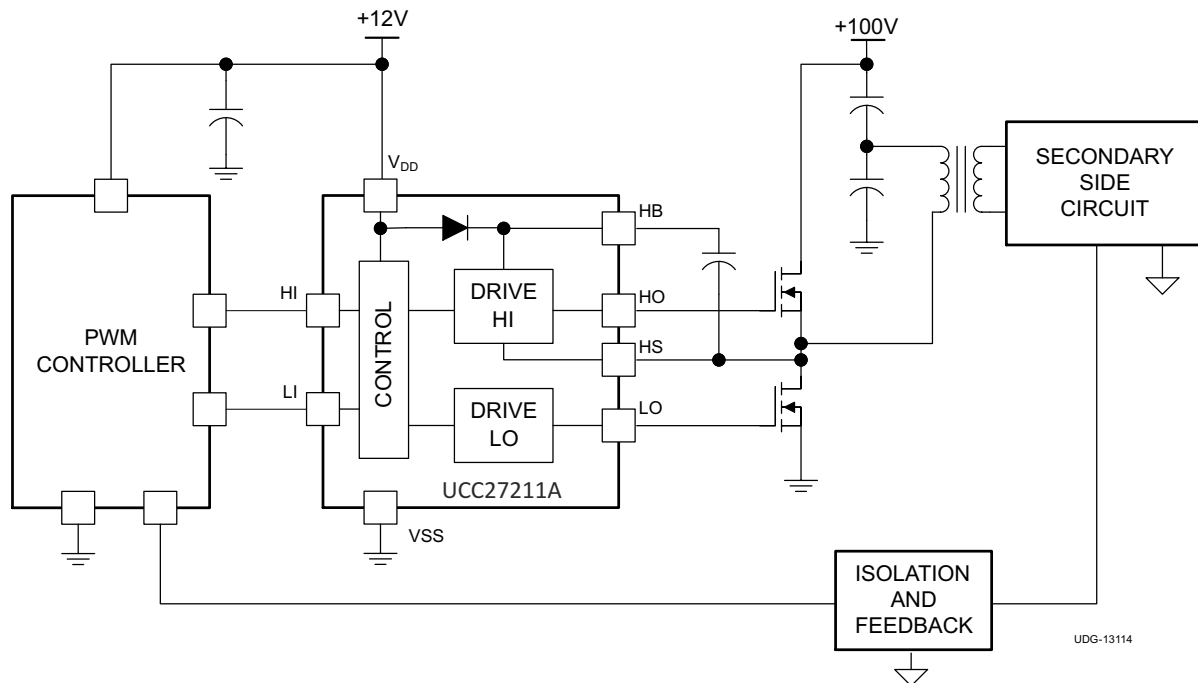 +12V
+100V
V_DD
SECONDARY
SIDE
CIRCUIT
HB
HI
DRIVE
HI
HO
PWM
CONTROLLER
CONTROL
HS
LI
DRIVE
LO
LO
UCC27211A
VSS
ISOLATION
AND
FEEDBACK
UDG-13114